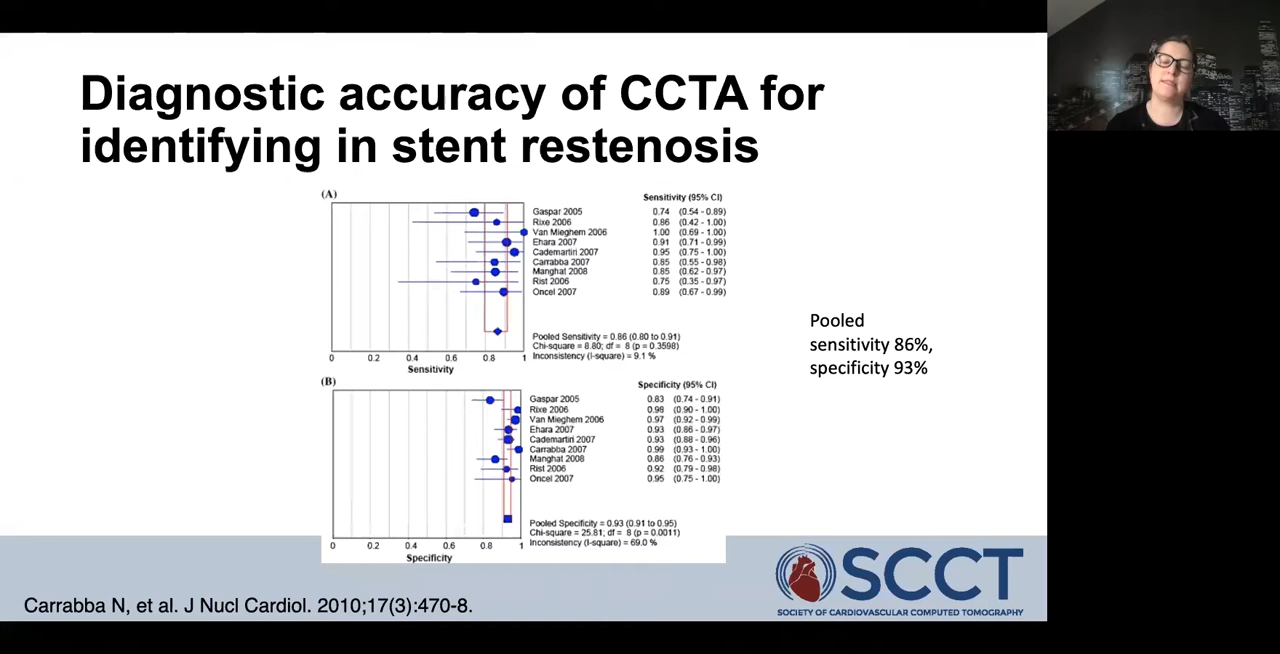 Diagnostic accuracy of CCTA for
identifying in stent restenosis
(A)
Sensitivity (95% CI)
Gaspar 2005 0.74 (0.54 - 0.89)
Rixe 2006 0.86 (0.42 - 1.00)
Van Mieghem 2006 1.00 (0.69 - 1.00)
Ehara 2007 0.91 (0.71 - 0.99)
Cademartiri 2007 0.95 (0.75 - 1.00)
Carrabba 2007 0.85 (0.55 - 0.98)
Manghat 2008 0.85 (0.62 - 0.97)
Rist 2006 0.75 (0.35 - 0.97)
Oncel 2007 0.89 (0.67 - 0.99)
Pooled Sensitivity = 0.86 (0.80 to 0.91)
Chi-square = 8.80; df = 8 (p = 0.3598)
Inconsistency (I-square) = 9.1 %
0 0.2 0.4 0.6 0.8 1
Sensitivity
(B)
Specificity (95% CI)
Gaspar 2005 0.83 (0.74 - 0.91)
Rixe 2006 0.98 (0.90 - 1.00)
Van Mieghem 2006 0.97 (0.92 - 0.99)
Ehara 2007 0.93 (0.86 - 0.97)
Cademartiri 2007 0.93 (0.88 - 0.96)
Carrabba 2007 0.99 (0.93 - 1.00)
Manghat 2008 0.86 (0.76 - 0.93)
Rist 2006 0.92 (0.79 - 0.98)
Oncel 2007 0.95 (0.75 - 1.00)
Pooled Specificity = 0.93 (0.91 to 0.95)
Chi-square = 25.81; df = 8 (p = 0.0011)
Inconsistency (I-square) = 69.0 %
0 0.2 0.4 0.6 0.8 1
Specificity
Pooled
sensitivity 86%,
specificity 93%
Carrabba N, et al. J Nucl Cardiol. 2010;17(3):470-8.
SCCT
SOCIETY OF CARDIOVASCULAR COMPUTED TOMOGRAPHY